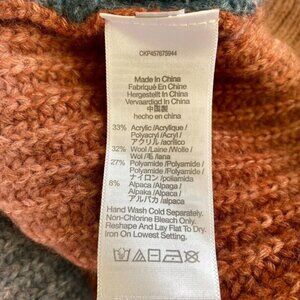 CKP457675944
Made In China
Fabriqué En Chine
Hergestellt In China
Vervaardigd In China
中国製
hecho en china
33% Acrylic/Acrylique/
Polyacryl/Acryl/
アクリル/acrílico
32% Wool/Laine/Wolle/
Wol/毛/lana
27% Polyamide/Polyamide/
Polyamide/Polyamide/
ナイロン/poliamida
8% Alpaca/Alpaga/
Alpaka/Alpaca/
アルパカ/alpaca
Hand Wash Cold Separately.
Non-Chlorine Bleach Only.
Reshape And Lay Flat To Dry.
Iron On Lowest Setting.